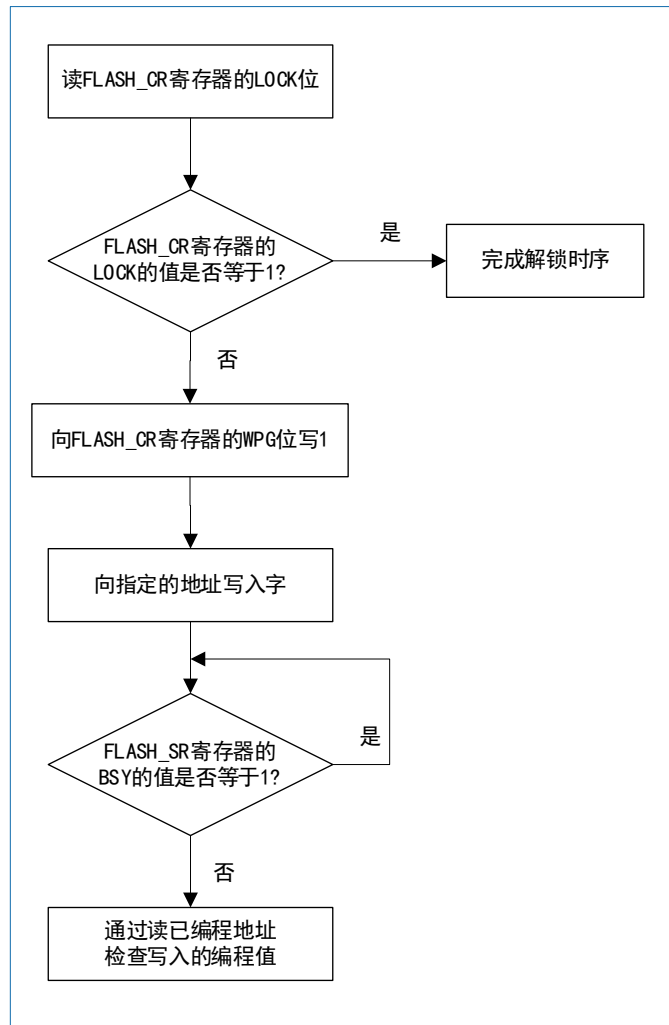 读FLASH_CR寄存器的LOCK位
FLASH_CR寄存器的
LOCK的值是否等于1?
是
完成解锁时序
否
向FLASH_CR寄存器的WPG位写1
向指定的地址写入字
FLASH_SR寄存器的
BSY的值是否等于1?
是
否
通过读已编程地址
检查写入的编程值